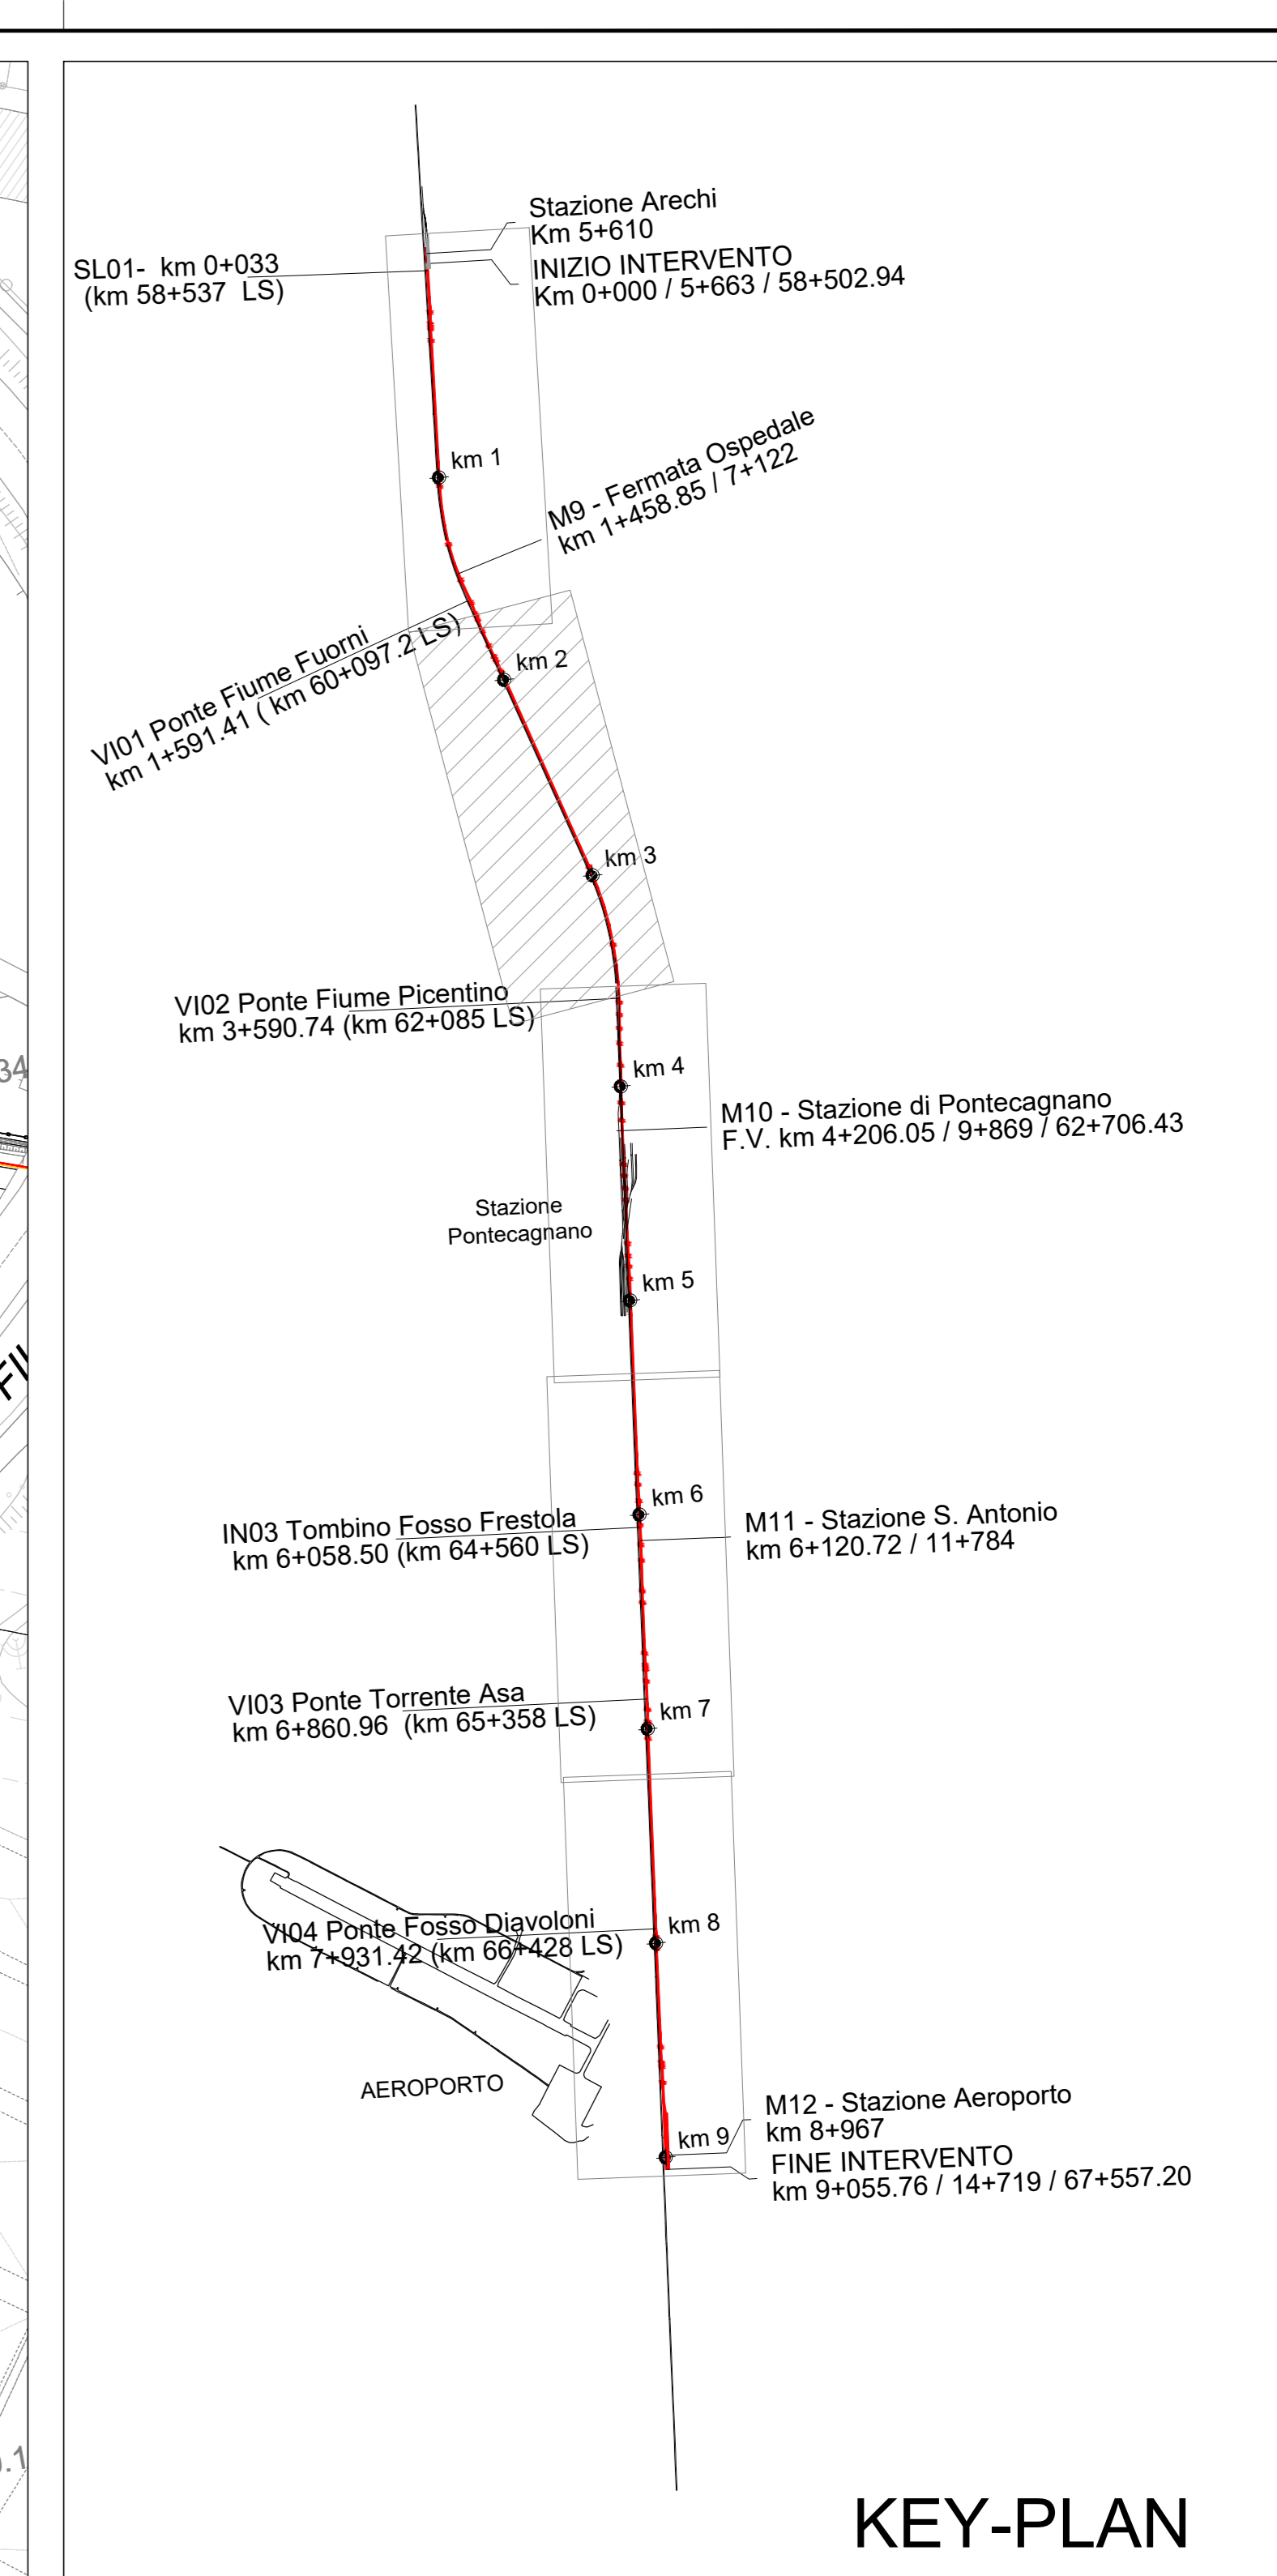 Stazione Arechi
Km 5+610
SL01-  km 0+033
(km 58+537  LS)
INIZIO INTERVENTO
Km 0+000 / 5+663 / 58+502.94
km 1
M9 - Fermata Ospedale
km 1+458.85 / 7+122
VI01 Ponte Fiume Fuorni
km 1+591.41 ( km 60+097.2 LS)
km 2
km 3
VI02 Ponte Fiume Picentino
km 3+590.74 (km 62+085 LS)
34
km 4
M10 - Stazione di Pontecagnano
F.V. km 4+206.05 / 9+869 / 62+706.43
Stazione
Pontecagnano
km 5
km 6
IN03 Tombino Fosso Frestola
km 6+058.50 (km 64+560 LS)
M11 - Stazione S. Antonio
km 6+120.72 / 11+784
VI03 Ponte Torrente Asa
km 6+860.96  (km 65+358 LS)
km 7
VI04 Ponte Fosso Diavoloni
km 7+931.42 (km 66+428 LS)
km 8
AEROPORTO
M12 - Stazione Aeroporto
km 8+967
km 9
FINE INTERVENTO
km 9+055.76 / 14+719 / 67+557.20
KEY-PLAN